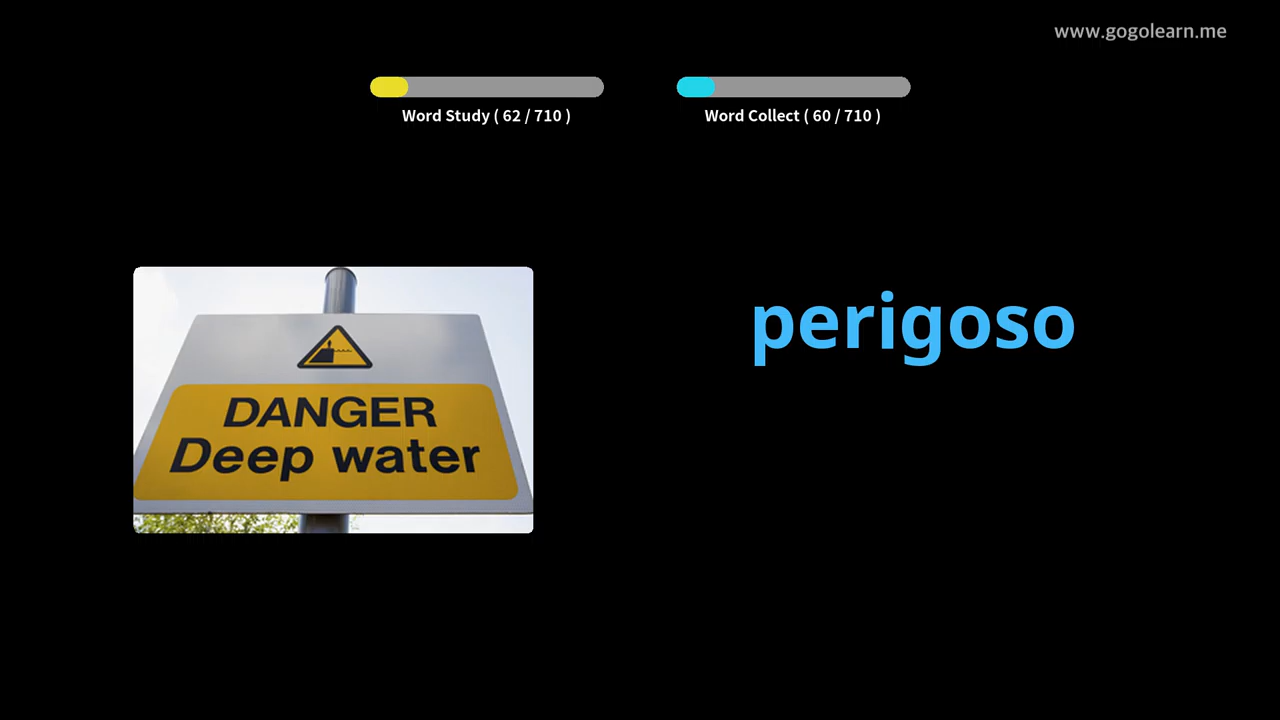 www.gogolearn.me
Word Study ( 62 / 710 )
Word Collect ( 60 / 710 )
DANGER
Deep water
perigoso